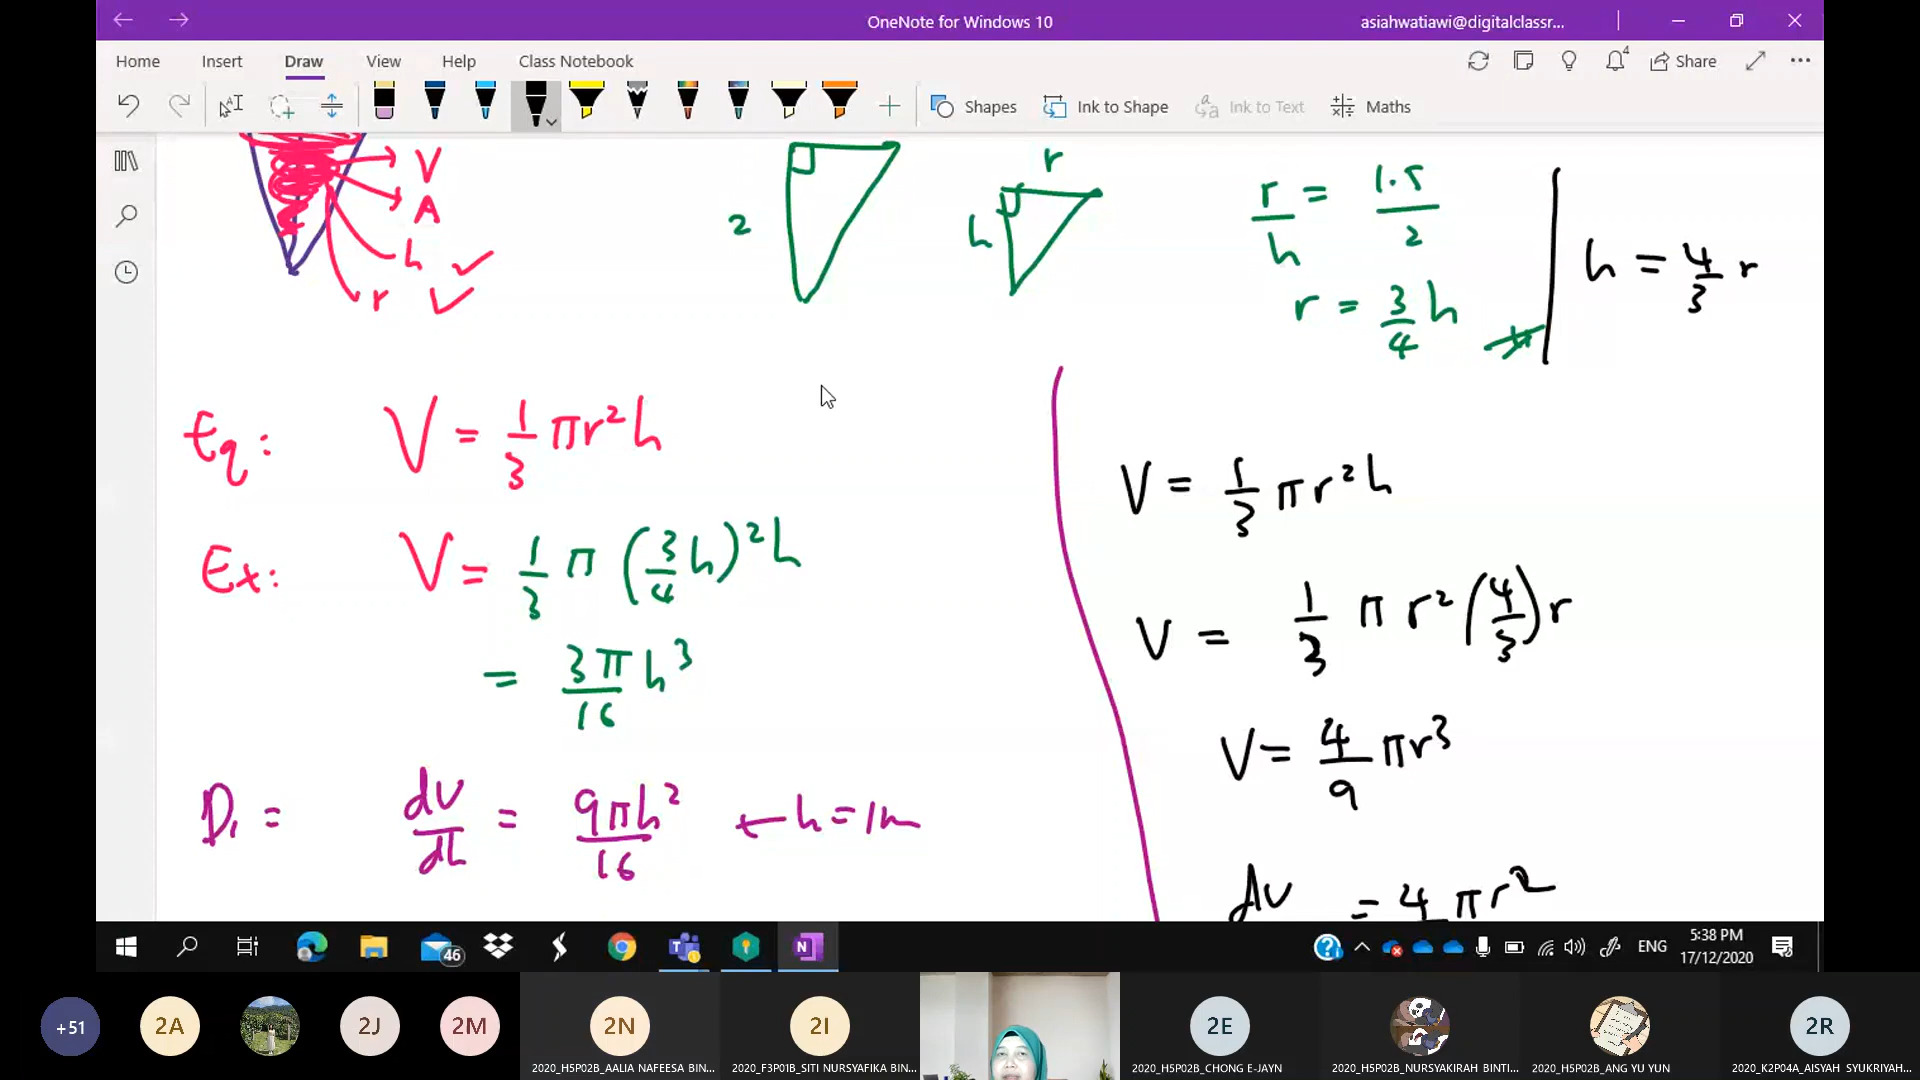 OneNote for Windows 10
asiahwatiawi@digitalclassr...
Home Insert Draw View Help Class Notebook
4
Share
Shapes
Ink to Shape
Ink to Text
Maths
V
A
h ✓
r ✓
2
h
r
r/h = 1.5/2
r = 3/4 h
h = 4/3 r
Eq: V = 1/3 πr²h
Ex: V = 1/3 π (3/4 h)²h
= 3π/16 h³
D₁ = dV/dh = 9πh²/16 ← h = 1m
V = 1/3 πr²h
V = 1/3 π r² (4/3) r
V = 4/9 πr³
dV = 4 πr²
46
N
ENG
5:38 PM
17/12/2020
+51
2A
2J
2M
2N
2I
2E
2R
2020_H5P02B_AALIA NAFEESA BIN...
2020_F3P01B_SITI NURSYAFIKA BIN...
2020_H5P02B_CHONG E-JAYN
2020_H5P02B_NURSYAKIRAH BINTI...
2020_H5P02B_ANG YU YUN
2020_K2P04A_AISYAH SYUKRIYAH...